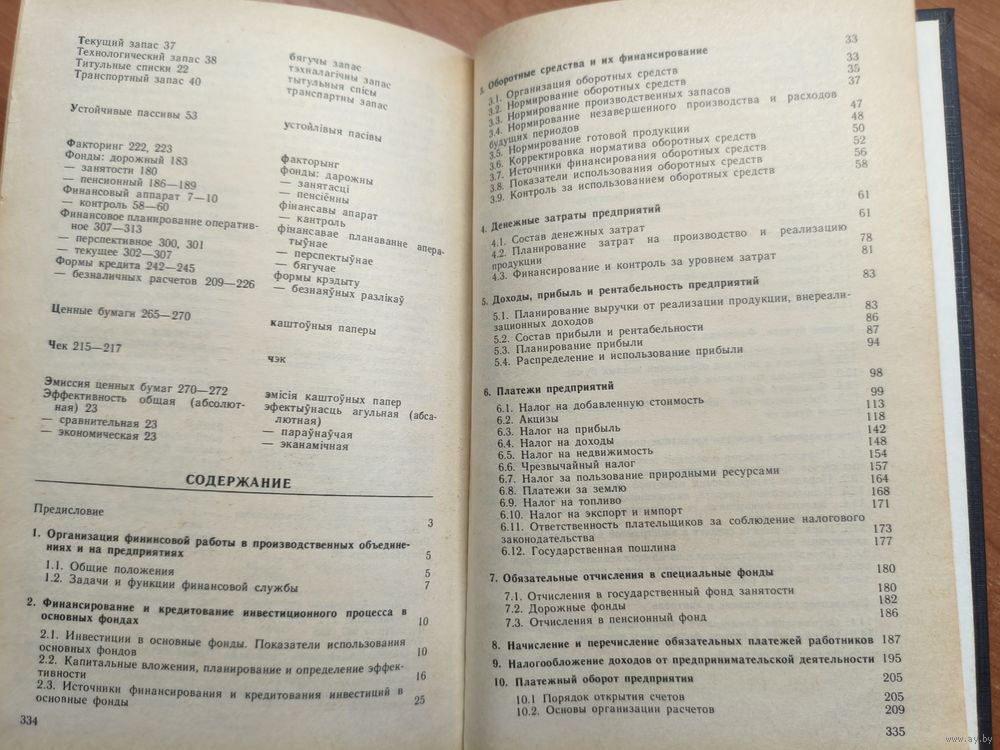 Текущий запас 37
Технологический запас 38
Титульные списки 22
Транспортный запас 40
бягучы запас
тэхналагічны запас
тытульныя спісы
транспартны запас
Устойчивые пассивы 53
устойлівыя пасівы
Факторинг 222, 223
Фонды: дорожный 183
— занятости 180
— пенсионный 186—189
Финансовый аппарат 7—10
— контроль 58—60
Финансовое планирование оператив-
ное 307—313
— перспективное 300, 301
— текущее 302—307
Формы кредита 242—245
— безналичных расчетов 209—226
факторынг
фонды: дарожны
— занятасці
— пенсіённы
фінансавы апарат
— кантроль
фінансавае планаванне апера-
тыўнае
— перспектыўнае
— бягучае
формы крэдыту
— безнаяўных разлікаў
Ценные бумаги 265—270
каштоўныя паперы
Чек 215—217
чэк
Эмиссия ценных бумаг 270—272
Эффективность общая (абсолют-
ная) 23
— сравнительная 23
— экономическая 23
эмісія каштоўных папер
эфектыўнасць агульная (абса-
лютная)
— параўнаўчая
— эканамічная
СОДЕРЖАНИЕ
Предисловие 3
1. Организация фининсовой работы в производственных объедине-
ниях и на предприятиях 5
1.1. Общие положения 5
1.2. Задачи и функции финансовой службы 7
2. Финансирование и кредитование инвестиционного процесса в
основных фондах 10
2.1. Инвестиции в основные фонды. Показатели использования
основных фондов 10
2.2. Капитальные вложения, планирование и определение эффек-
тивности 16
2.3. Источники финансирования и кредитования инвестиций в
основные фонды 25
334
3. Оборотные средства и их финансирование 33
3.1. Организация оборотных средств 33
3.2. Нормирование оборотных средств 35
3.3. Нормирование производственных запасов 37
3.4. Нормирование незавершенного производства и расходов
будущих периодов 47
3.5. Нормирование готовой продукции 48
3.6. Корректировка норматива оборотных средств 50
3.7. Источники финансирования оборотных средств 52
3.8. Показатели использования оборотных средств 56
3.9. Контроль за использованием оборотных средств 58
4. Денежные затраты предприятий 61
4.1. Состав денежных затрат 61
4.2. Планирование затрат на производство и реализацию
продукции 78
4.3. Финансирование и контроль за уровнем затрат 81
5. Доходы, прибыль и рентабельность предприятий 83
5.1. Планирование выручки от реализации продукции, внереали-
зационных доходов 83
5.2. Состав прибыли и рентабельности 86
5.3. Планирование прибыли 87
5.4. Распределение и использование прибыли 94
6. Платежи предприятий 98
6.1. Налог на добавленную стоимость 99
6.2. Акцизы 113
6.3. Налог на прибыль 118
6.4. Налог на доходы 142
6.5. Налог на недвижимость 148
6.6. Чрезвычайный налог 154
6.7. Налог за пользование природными ресурсами 157
6.8. Платежи за землю 164
6.9. Налог на топливо 168
6.10. Налог на экспорт и импорт 171
6.11. Ответственность плательщиков за соблюдение налогового
законодательства 173
6.12. Государственная пошлина 177
7. Обязательные отчисления в специальные фонды 180
7.1. Отчисления в государственный фонд занятости 180
7.2. Дорожные фонды 182
7.3. Отчисления в пенсионный фонд 186
8. Начисление и перечисление обязательных платежей работников 187
9. Налогообложение доходов от предпринимательской деятельности 195
10. Платежный оборот предприятия 205
10.1 Порядок открытия счетов 205
10.2. Основы организации расчетов 209
335
www.ay.by